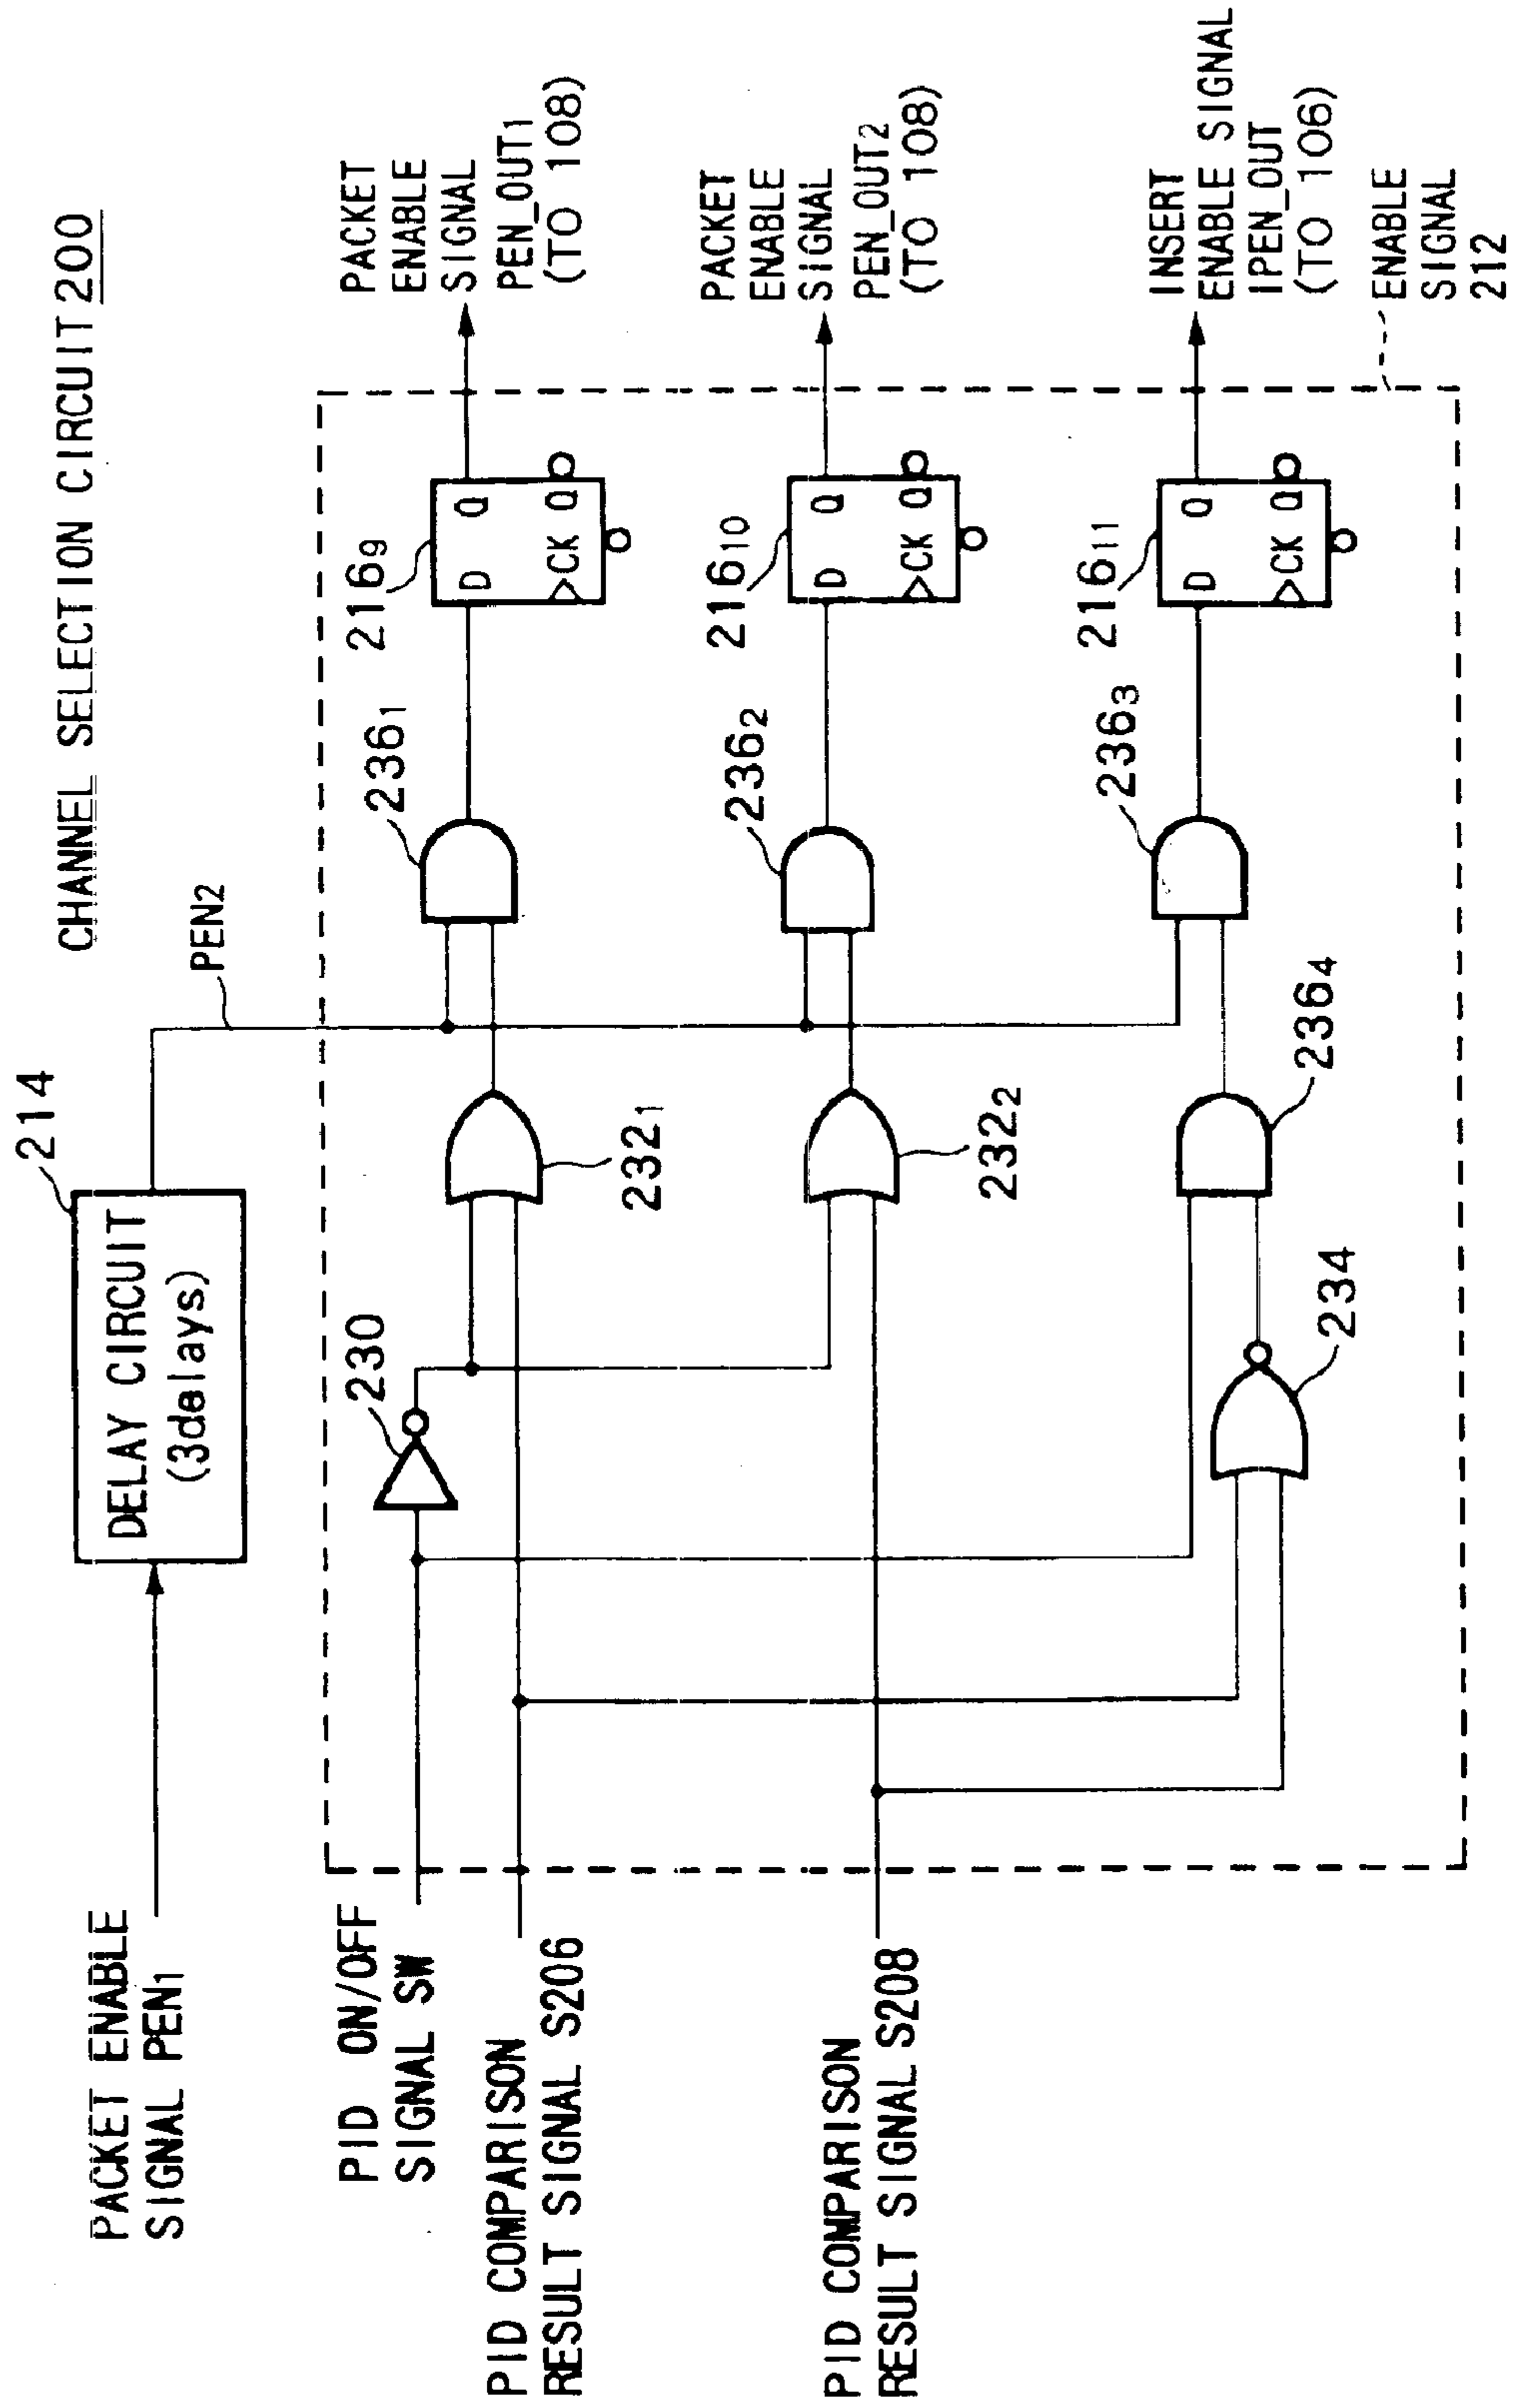 CHANNEL SELECTION CIRCUIT 200
PACKET ENABLE
SIGNAL PEN1
DELAY CIRCUIT
(3delays)
214
PEN2
PID ON/OFF
SIGNAL SW
230
PID COMPARISON
RESULT SIGNAL S206
2321
2361
2169
D
Q
CK
Q
PACKET
ENABLE
SIGNAL
PEN_OUT1
(TO 108)
PID COMPARISON
RESULT SIGNAL S208
2322
2362
21610
D
Q
CK
Q
PACKET
ENABLE
SIGNAL
PEN_OUT2
(TO 108)
234
2364
2363
21611
D
Q
CK
Q
INSERT
ENABLE SIGNAL
IPEN_OUT
(TO 106)
ENABLE
SIGNAL
212